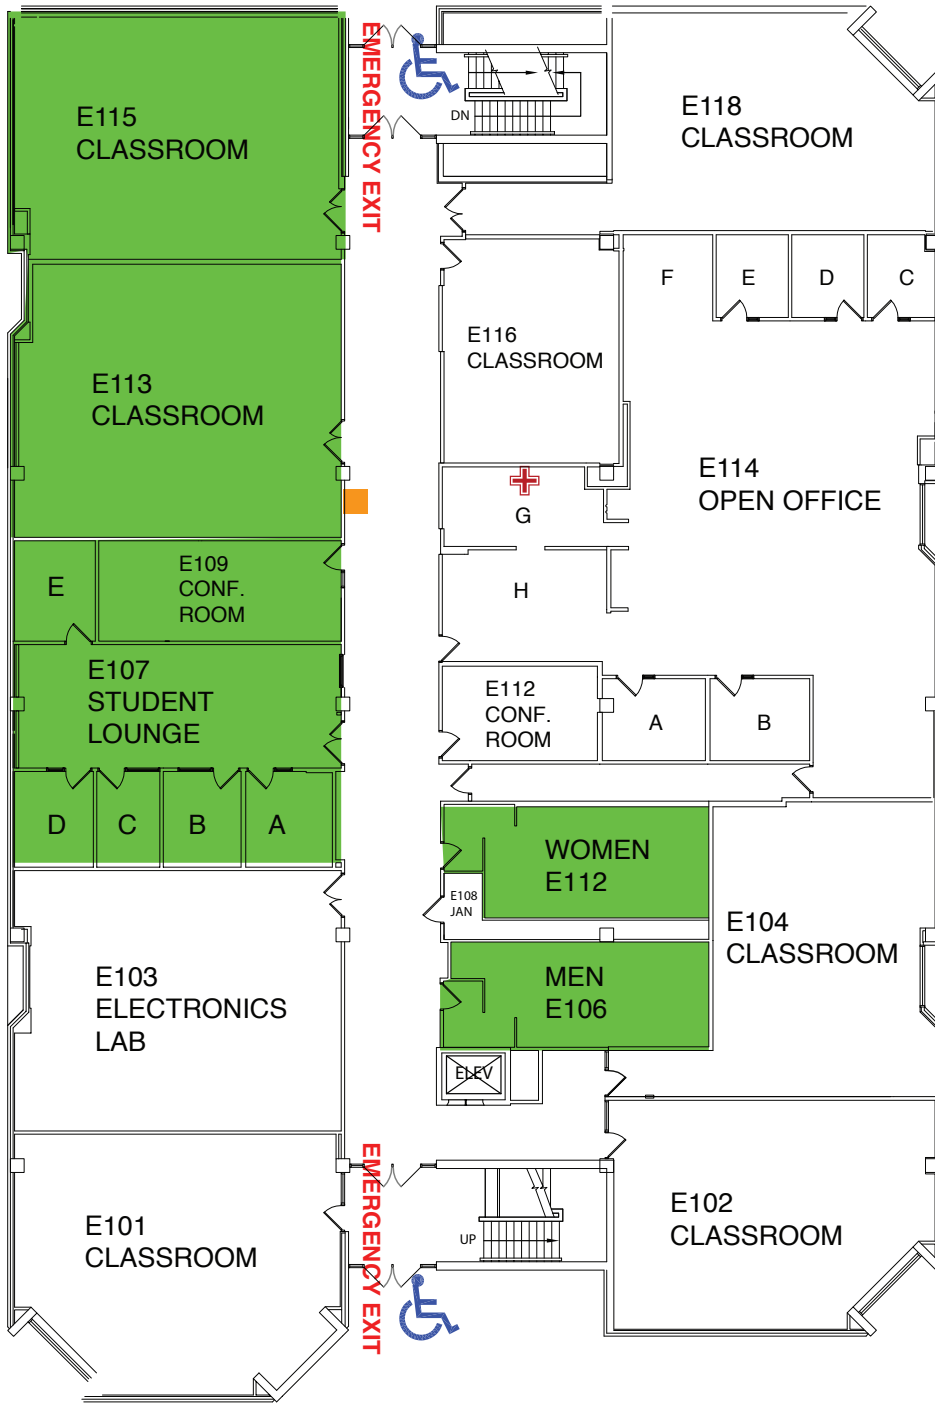 EMERGENCY EXIT
DN
E115
CLASSROOM
E118
CLASSROOM
F
E
D
C
E116
CLASSROOM
E113
CLASSROOM
E114
OPEN OFFICE
G
E109
CONF.
ROOM
E
H
E107
STUDENT
LOUNGE
E112
CONF.
ROOM
A
B
D
C
B
A
WOMEN
E112
E108
JAN
E104
CLASSROOM
E103
ELECTRONICS
LAB
MEN
E106
ELEV
EMERGENCY EXIT
E101
CLASSROOM
UP
E102
CLASSROOM